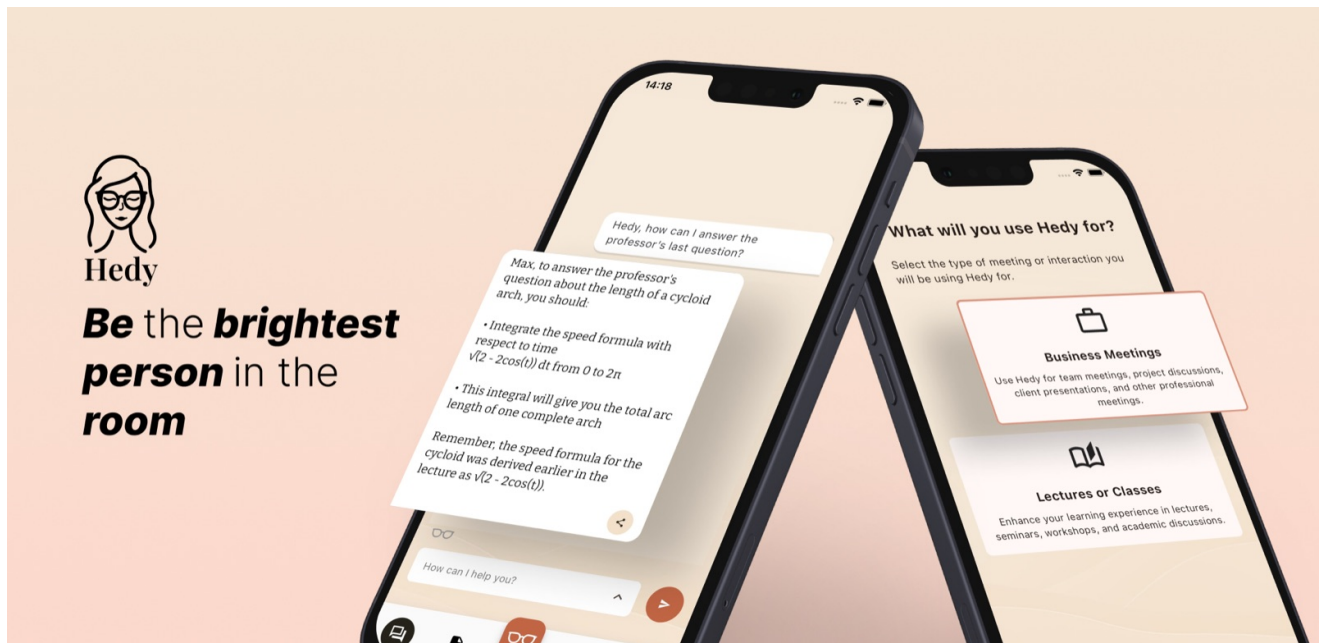 Hedy
Be the brightest
person in the
room
14:18
Hedy, how can I answer the
professor's last question?
Max, to answer the professor's
question about the length of a cycloid
arch, you should:
• Integrate the speed formula with
respect to time
√(2 - 2cos(t)) dt from 0 to 2π
• This integral will give you the total arc
length of one complete arch
Remember, the speed formula for the
cycloid was derived earlier in the
lecture as √(2 - 2cos(t)).
How can I help you?
What will you use Hedy for?
Select the type of meeting or interaction you
will be using Hedy for.
Business Meetings
Use Hedy for team meetings, project discussions,
client presentations, and other professional
meetings.
Lectures or Classes
Enhance your learning experience in lectures,
seminars, workshops, and academic discussions.